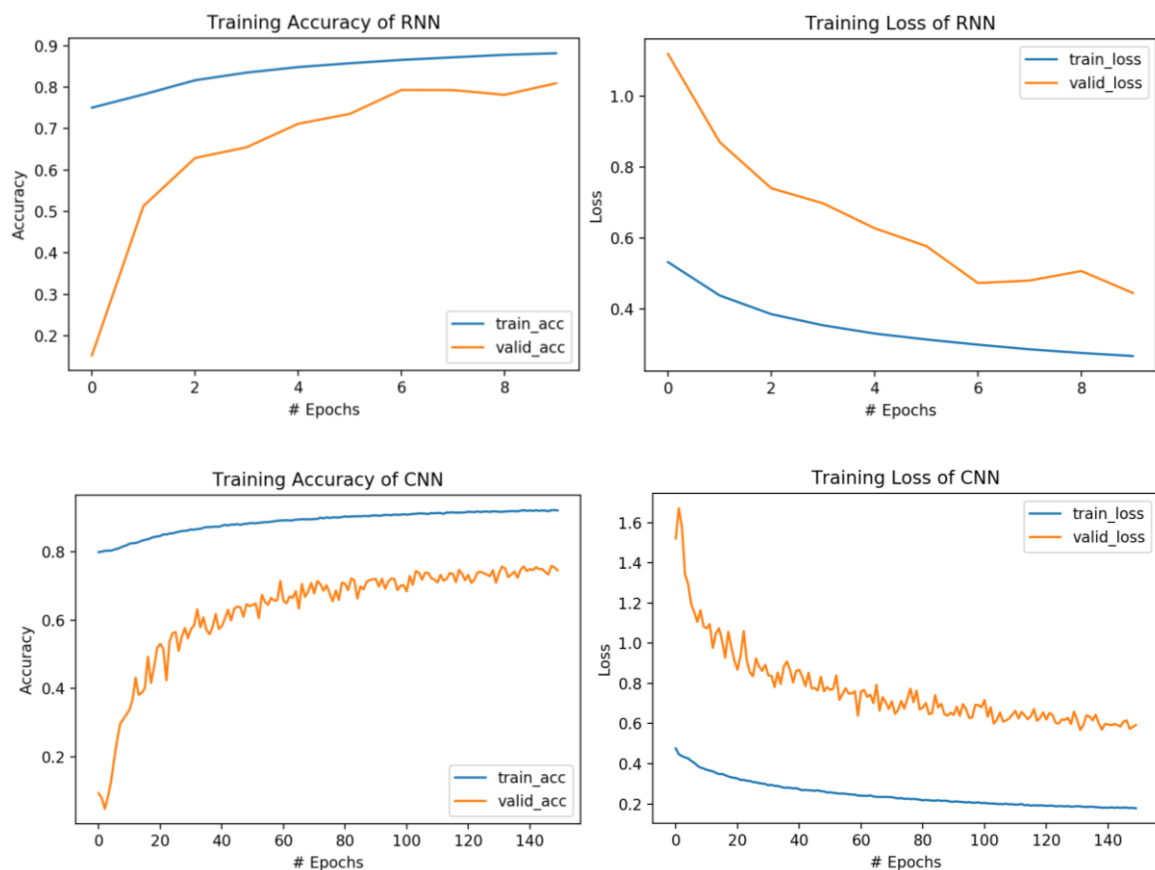 Training Accuracy of RNN
0.9
0.8
0.7
0.6
0.5
0.4
0.3
0.2
Accuracy
train_acc
valid_acc
0 2 4 6 8
# Epochs
Training Loss of RNN
1.0
0.8
0.6
0.4
Loss
train_loss
valid_loss
0 2 4 6 8
# Epochs
Training Accuracy of CNN
0.8
0.6
0.4
0.2
Accuracy
train_acc
valid_acc
0 20 40 60 80 100 120 140
# Epochs
Training Loss of CNN
1.6
1.4
1.2
1.0
0.8
0.6
0.4
0.2
Loss
train_loss
valid_loss
0 20 40 60 80 100 120 140
# Epochs